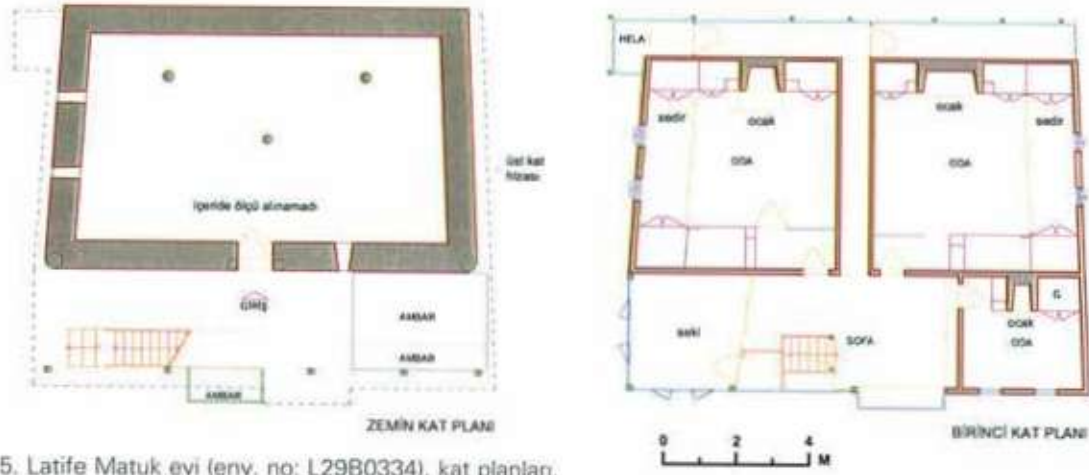 üst kat
hizası
içeride ölçü alınamadı
GİRİŞ
AMBAR
AMBAR
AMBAR
ZEMİN KAT PLANI
HELA
sedir
ocak
ODA
ocak
sedir
ODA
seki
SOFA
ocak
ODA
G
0 2 4
M
BİRİNCİ KAT PLANI
5. Latife Matuk evi (env. no: L29B0334), kat planları.